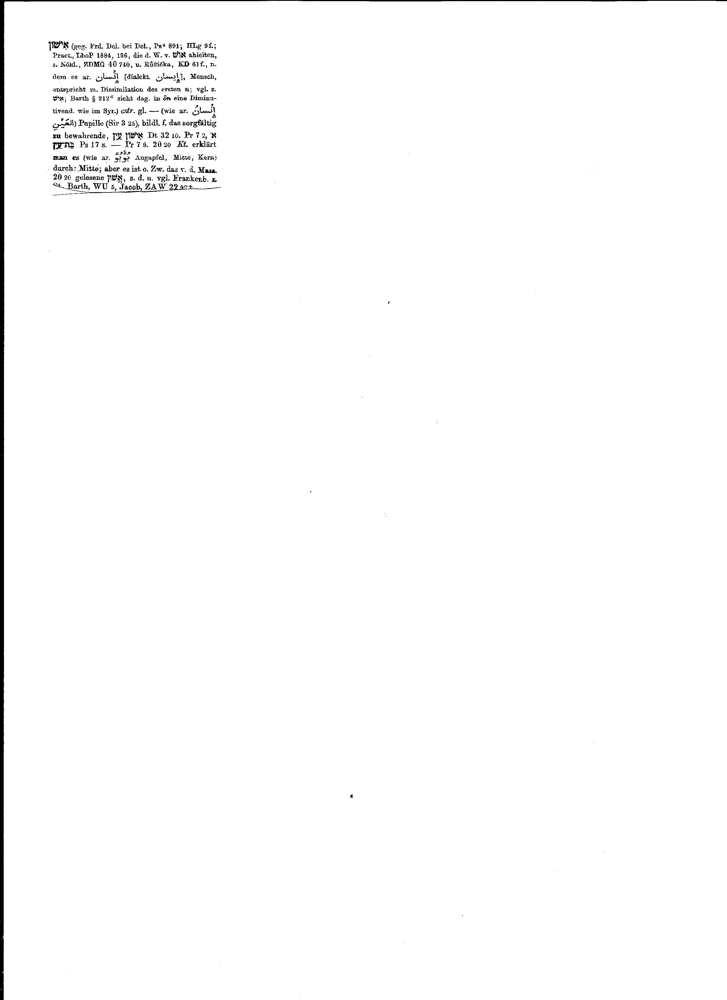 אִישׁוֹן (geg. Frd. Del. bei Del., Ps⁴ 891; HLg 9f.;
Praet., LboP 1884, 196, die d. W. v. אוש ableiten,
s. Nöld., ZDMG 40 740, u. Růžička, KD 61f., n.
dem es ar. إِنْسان [dialekt. إيسان], Mensch,
entspricht m. Dissimilation des ersten n; vgl. z.
איש; Barth § 212ᶜ sieht dag. in ôn eine Diminu-
tivend. wie im Syr.) cstr. gl. — (wie ar. إِنْسانُ
العَيْنِ) Pupille (Sir 3 25), bildl. f. das sorgfältig
zu bewahrende, אִישׁוֹן עַיִן Dt 32 10. Pr 7 2, א'
בַּת־עַיִן Ps 17 8. — Pr 7 9. 20 20 Kt. erklärt
man es (wie ar. بُؤْبُؤ Augapfel, Mitte, Kern)
durch: Mitte; aber es ist o. Zw. das v. d. Mass.
20 20 gelesene אֱשׁוּן, s. d. u. vgl. Frankenb. z.
St. Barth, WU 5, Jacob, ZAW 22